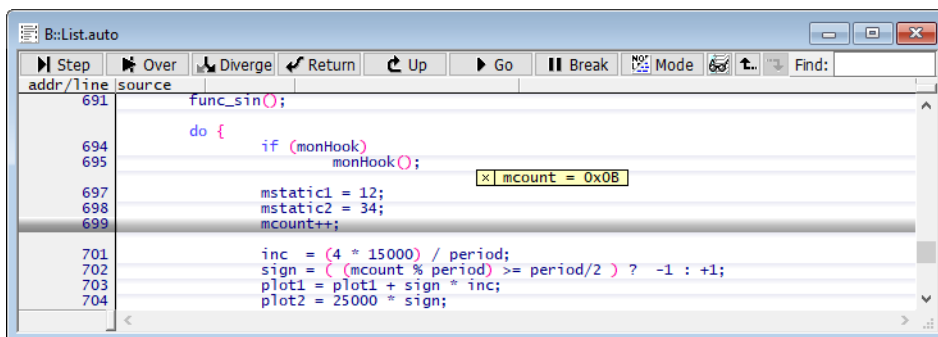 B::List.auto
Step Over Diverge Return Up Go Break Mode t.. Find:
addr/line source
691 func_sin();
do {
694 if (monHook)
695 monHook();
mcount = 0x0B
697 mstatic1 = 12;
698 mstatic2 = 34;
699 mcount++;
701 inc = (4 * 15000) / period;
702 sign = ( (mcount % period) >= period/2 ) ? -1 : +1;
703 plot1 = plot1 + sign * inc;
704 plot2 = 25000 * sign;